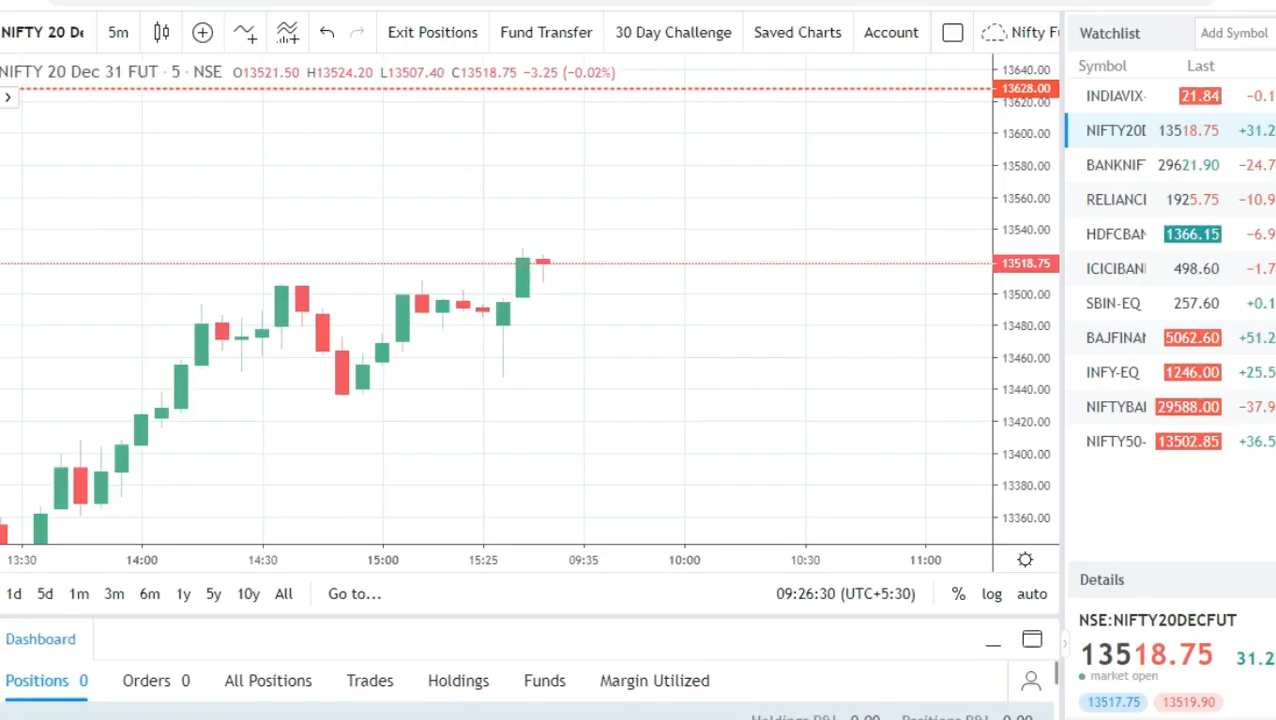 NIFTY 20 De 5m Exit Positions Fund Transfer 30 Day Challenge Saved Charts Account Nifty F
NIFTY 20 Dec 31 FUT · 5 · NSE O13521.50 H13524.20 L13507.40 C13518.75 −3.25 (−0.02%)
13640.00
13628.00
13620.00
13600.00
13580.00
13560.00
13540.00
13518.75
13500.00
13480.00
13460.00
13440.00
13420.00
13400.00
13380.00
13360.00
13:30 14:00 14:30 15:00 15:25 09:35 10:00 10:30 11:00
1d 5d 1m 3m 6m 1y 5y 10y All Go to... 09:26:30 (UTC+5:30) % log auto
Dashboard
Positions 0 Orders 0 All Positions Trades Holdings Funds Margin Utilized
0.00 0.00
Watchlist Add Symbol
Symbol Last
INDIAVIX- 21.84 −0.1
NIFTY20D 13518.75 +31.2
BANKNIF 29621.90 −24.7
RELIANCI 1925.75 −10.9
HDFCBAN 1366.15 −6.9
ICICIBANI 498.60 −1.7
SBIN-EQ 257.60 +0.1
BAJFINAN 5062.60 +51.2
INFY-EQ 1246.00 +25.5
NIFTYBAI 29588.00 −37.9
NIFTY50- 13502.85 +36.5
Details
NSE:NIFTY20DECFUT
13518.75 31.2
market open
13517.75 13519.90